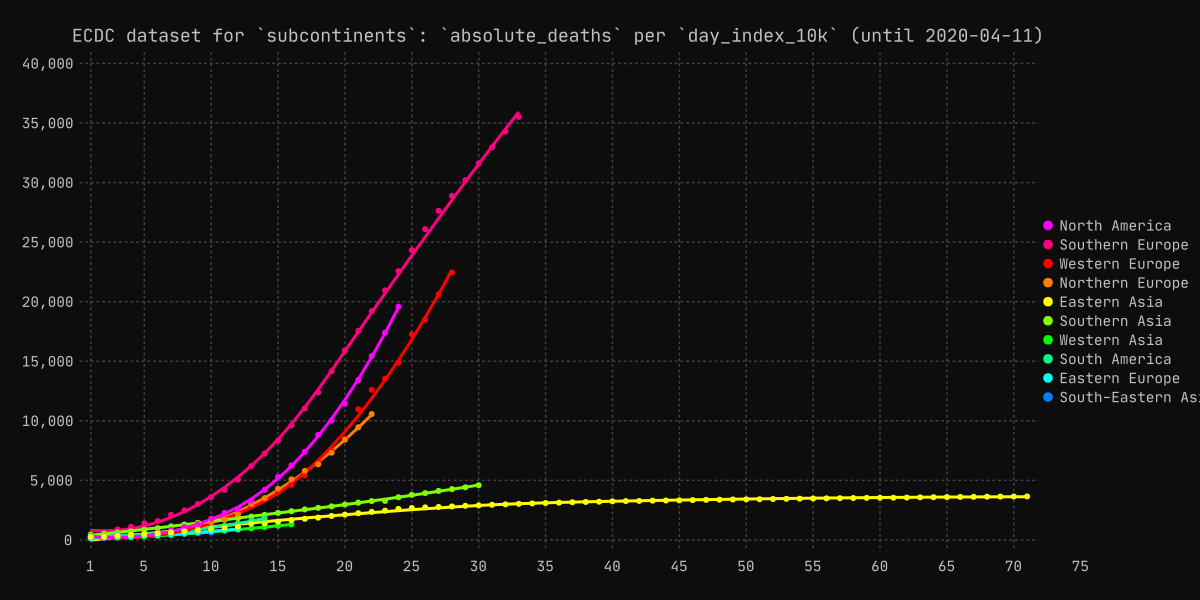 ECDC dataset for `subcontinents`: `absolute_deaths` per `day_index_10k` (until 2020-04-11)
40,000
35,000
30,000
25,000
20,000
15,000
10,000
5,000
0
1 5 10 15 20 25 30 35 40 45 50 55 60 65 70 75
North America
Southern Europe
Western Europe
Northern Europe
Eastern Asia
Southern Asia
Western Asia
South America
Eastern Europe
South-Eastern Asi